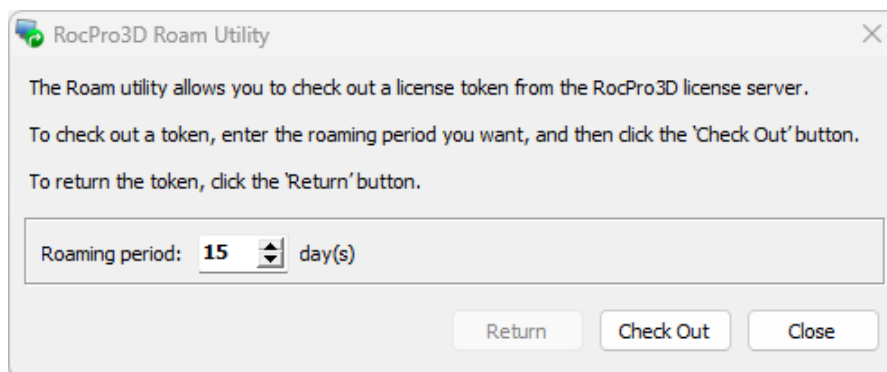 RocPro3D Roam Utility
The Roam utility allows you to check out a license token from the RocPro3D license server.
To check out a token, enter the roaming period you want, and then click the ‘Check Out’ button.
To return the token, click the ‘Return’ button.
Roaming period: 15 day(s)
Return Check Out Close